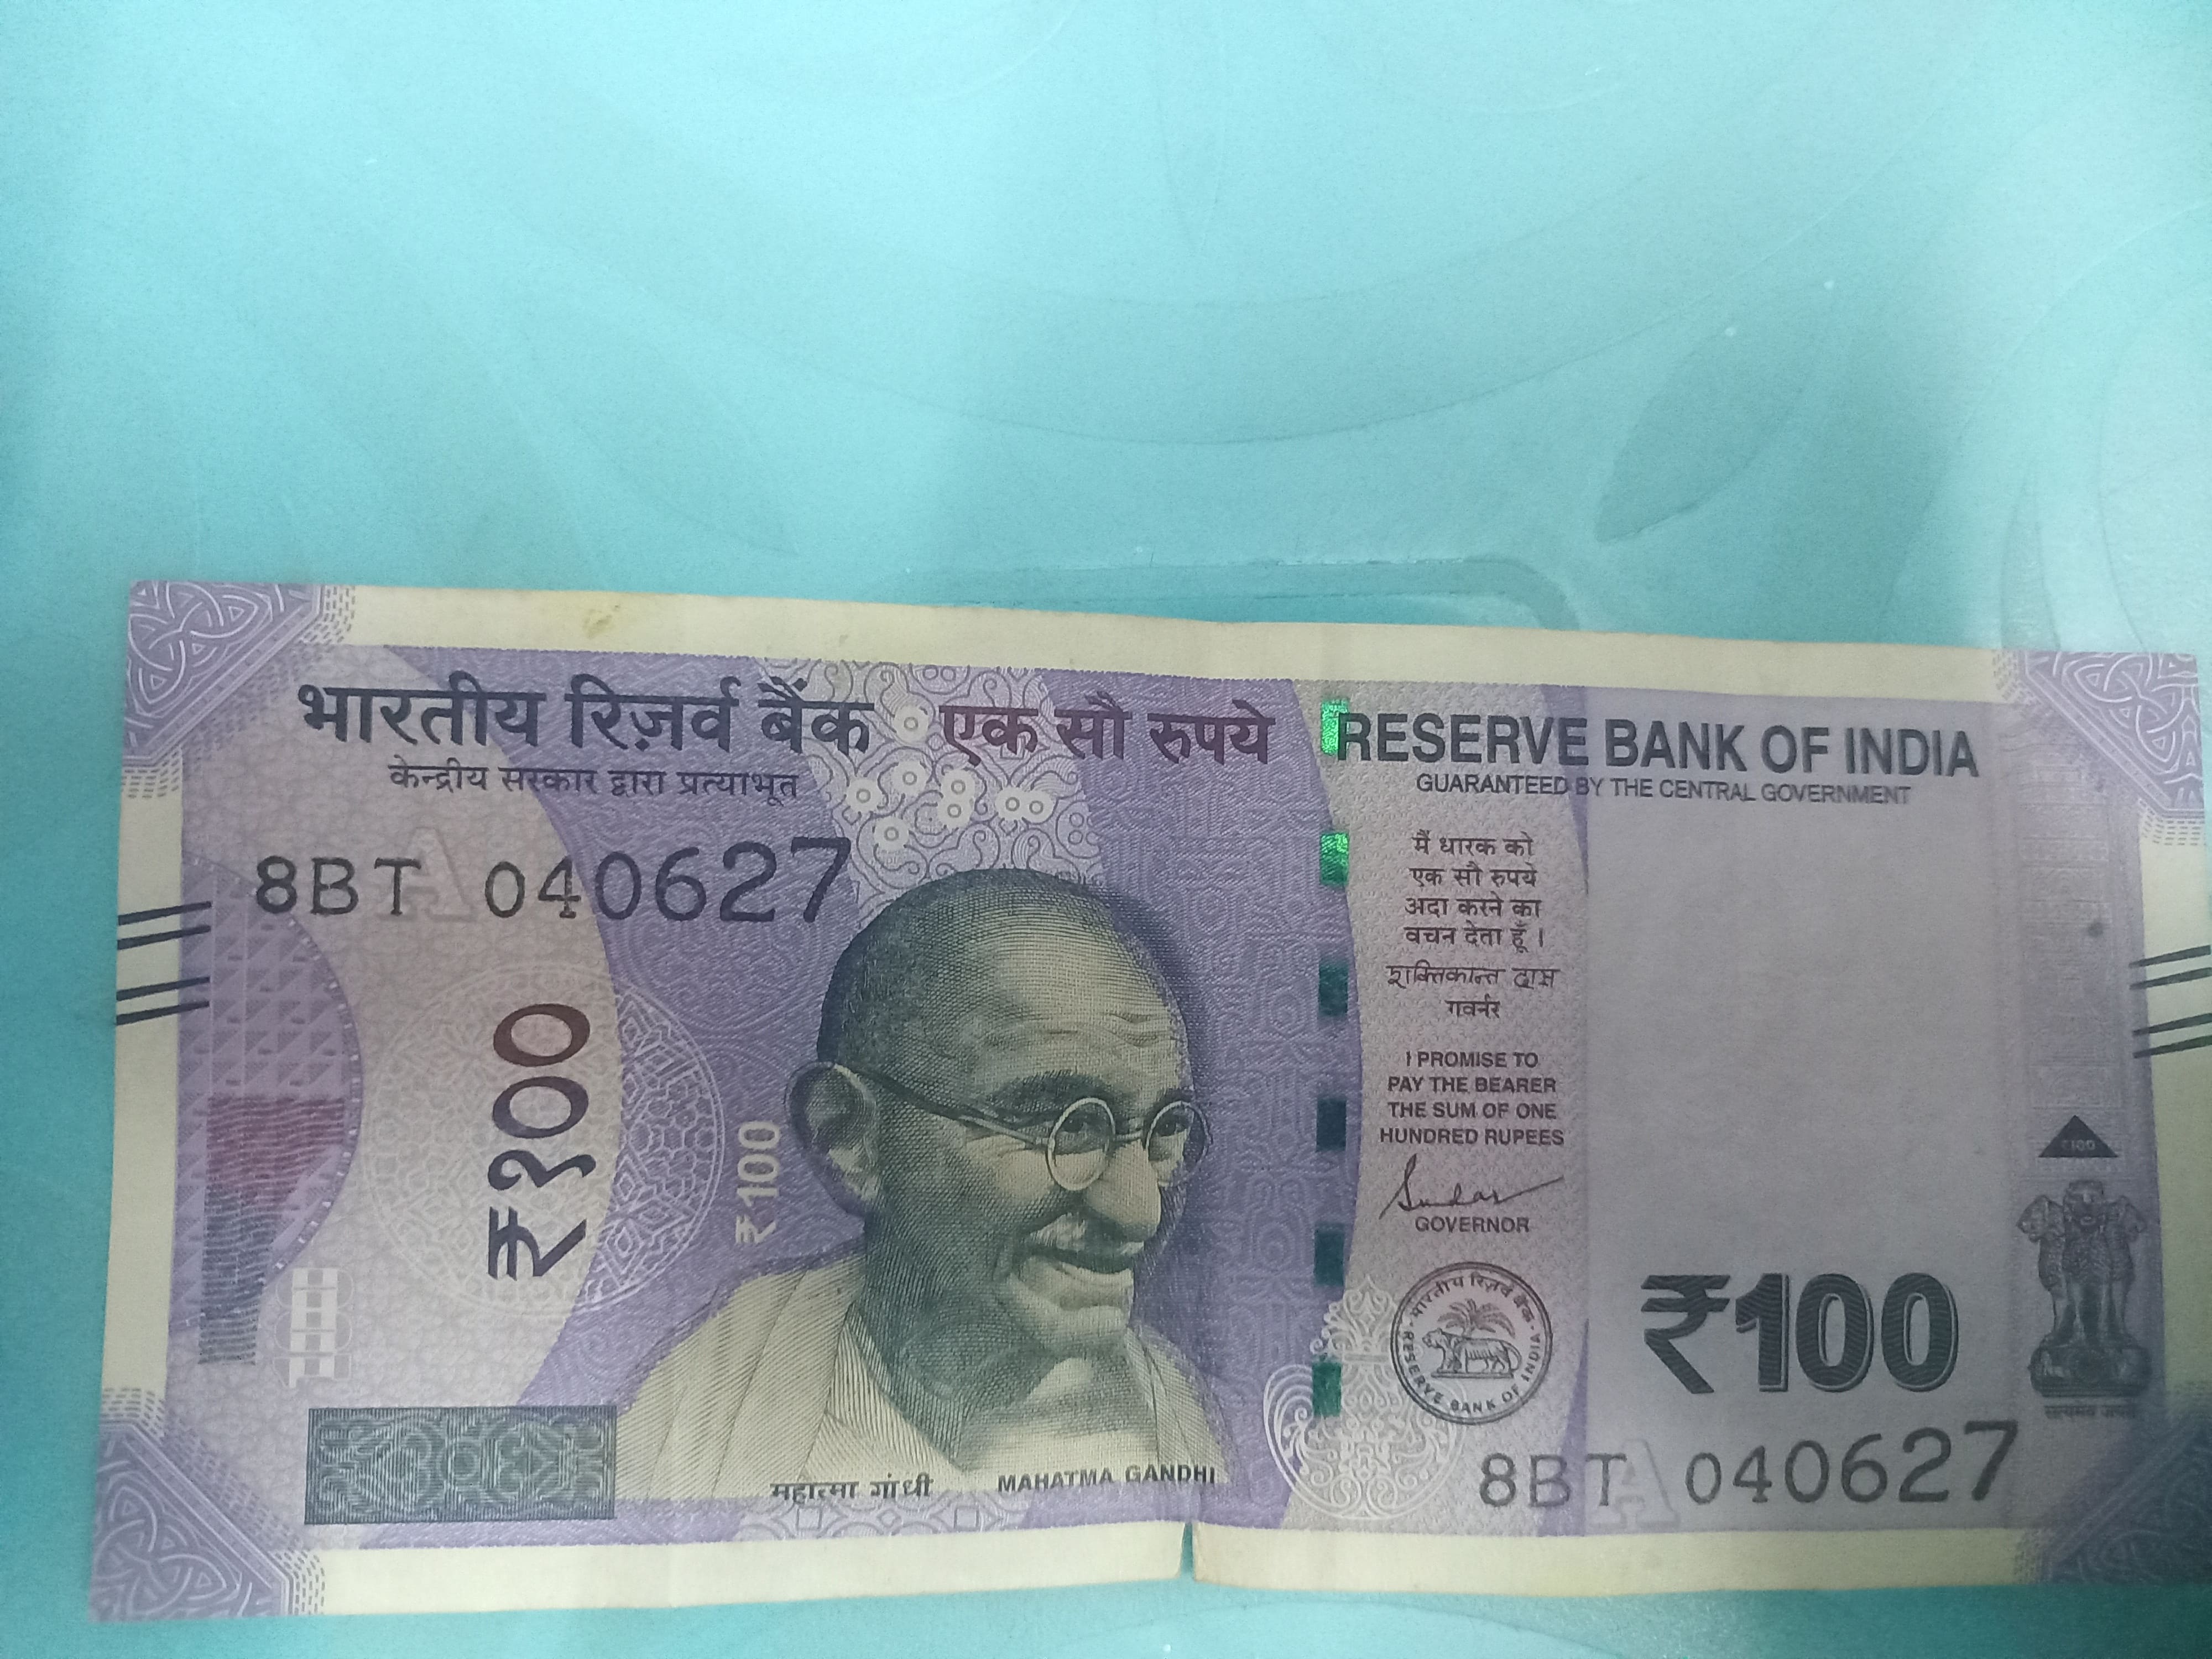 भारतीय रिज़र्व बैंक
केन्द्रीय सरकार द्वारा प्रत्याभूत
एक सौ रुपये
RESERVE BANK OF INDIA
GUARANTEED BY THE CENTRAL GOVERNMENT
8BT 040627
₹१००
₹100
मैं धारक को
एक सौ रुपये
अदा करने का
वचन देता हूँ ।
शक्तिकान्त दास
गवर्नर
I PROMISE TO
PAY THE BEARER
THE SUM OF ONE
HUNDRED RUPEES
GOVERNOR
भारतीय रिज़र्व बैंक
RESERVE BANK OF INDIA
₹100
₹100
सत्यमेव जयते
8BT 040627
महात्मा गांधी
MAHATMA GANDHI